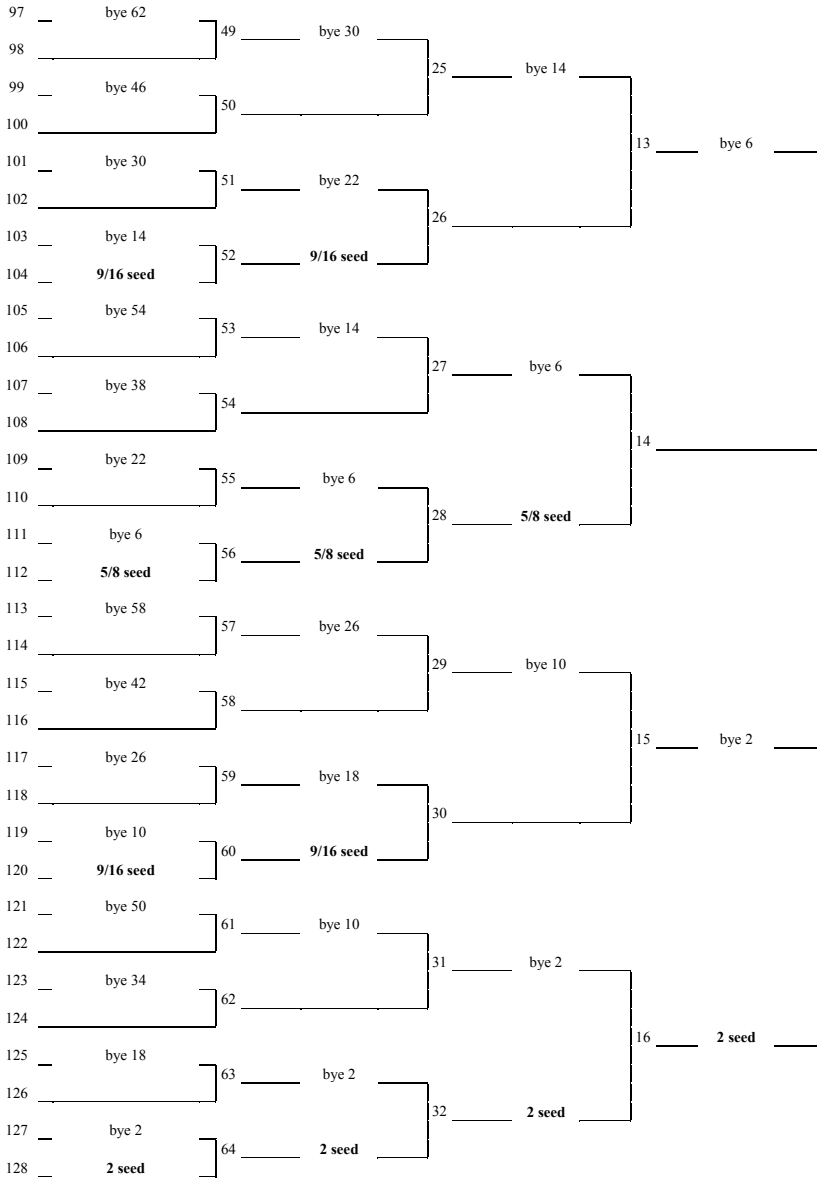 97 bye 62
49 bye 30
98
25 bye 14
99 bye 46
50
100
13 bye 6
101 bye 30
51 bye 22
102
26
103 bye 14
52 9/16 seed
104 9/16 seed
105 bye 54
53 bye 14
106
27 bye 6
107 bye 38
54
108
14
109 bye 22
55 bye 6
110
28 5/8 seed
111 bye 6
56 5/8 seed
112 5/8 seed
113 bye 58
57 bye 26
114
29 bye 10
115 bye 42
58
116
15 bye 2
117 bye 26
59 bye 18
118
30
119 bye 10
60 9/16 seed
120 9/16 seed
121 bye 50
61 bye 10
122
31 bye 2
123 bye 34
62
124
16 2 seed
125 bye 18
63 bye 2
126
32 2 seed
127 bye 2
64 2 seed
128 2 seed